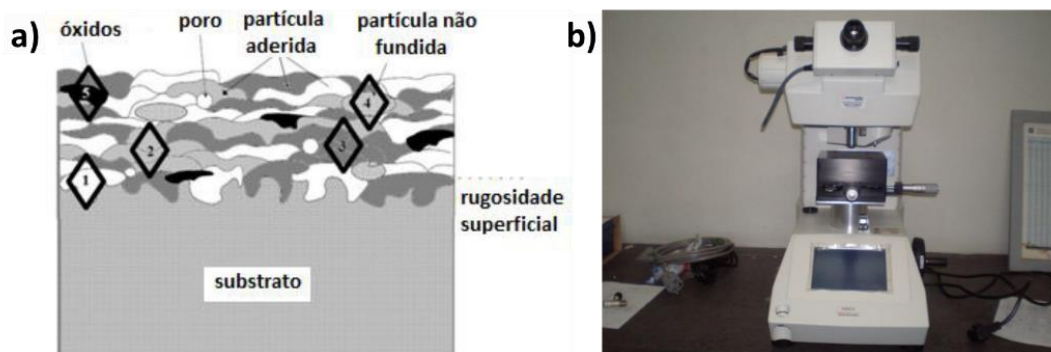 a)
óxidos
poro
partícula
aderida
partícula não
fundida
5
4
2
3
1
rugosidade
superficial
substrato
b)